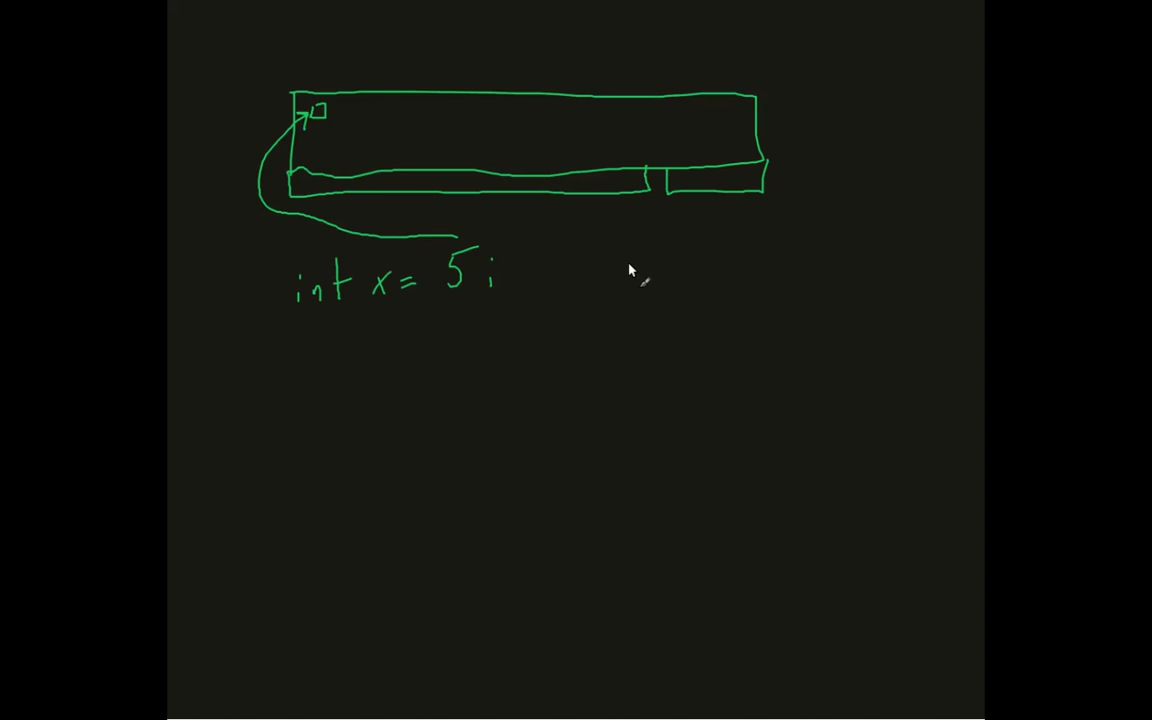 int x = 5;